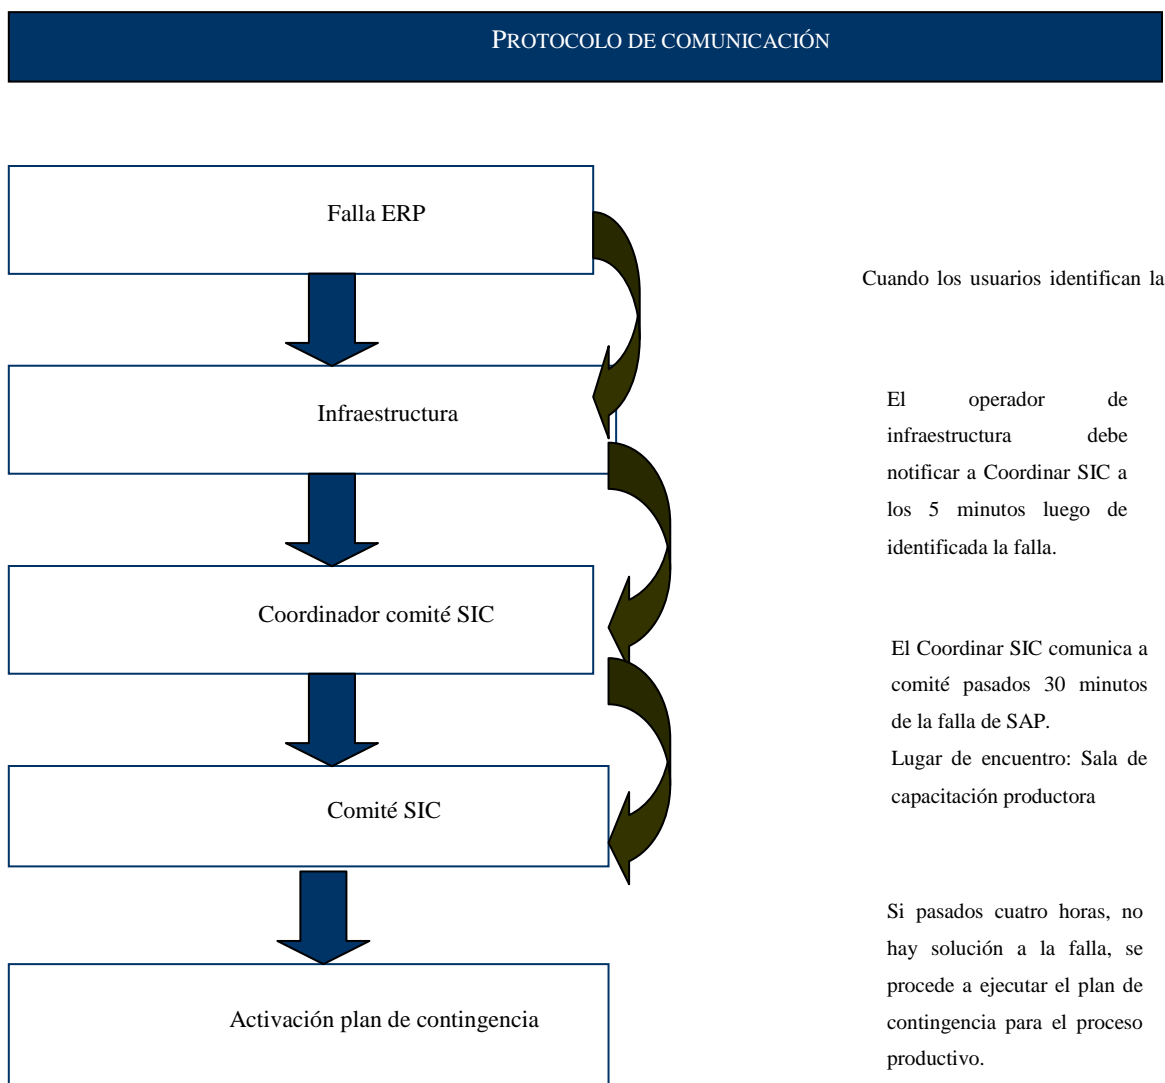 PROTOCOLO DE COMUNICACIÓN
Falla ERP
Cuando los usuarios identifican la
Infraestructura
El operador de
infraestructura debe
notificar a Coordinar SIC a
los 5 minutos luego de
identificada la falla.
Coordinador comité SIC
El Coordinar SIC comunica a
comité pasados 30 minutos
de la falla de SAP.
Lugar de encuentro: Sala de
capacitación productora
Comité SIC
Si pasados cuatro horas, no
hay solución a la falla, se
procede a ejecutar el plan de
contingencia para el proceso
productivo.
Activación plan de contingencia